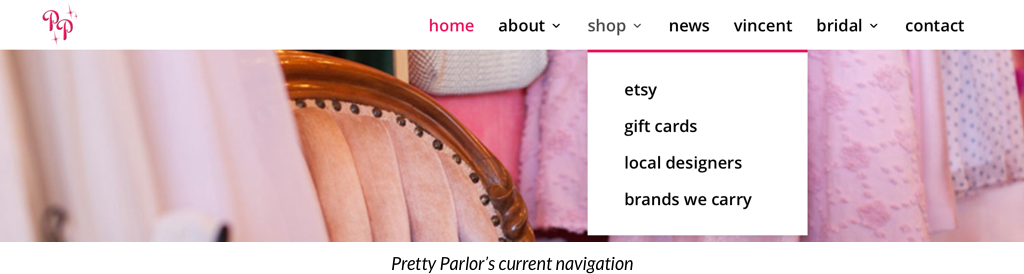 PP
home about shop news vincent bridal contact
etsy
gift cards
local designers
brands we carry
Pretty Parlor's current navigation